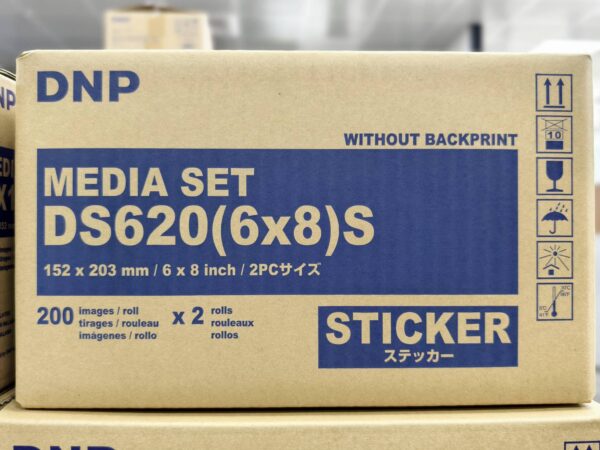 DNP
WITHOUT BACKPRINT
MEDIA SET
DS620(6x8)S
152 x 203 mm / 6 x 8 inch / 2PCサイズ
200 images / roll x 2 rolls
tirages / rouleau rouleaux
imágenes / rollo rollos
STICKER
ステッカー
10
DNP